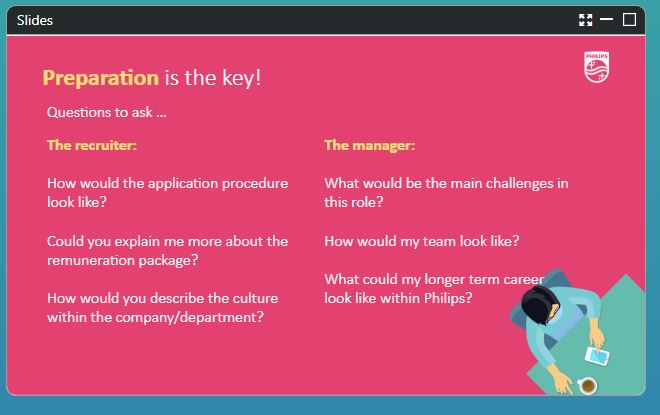 Slides
PHILIPS
Preparation is the key!
Questions to ask ...
The recruiter:
How would the application procedure
look like?
Could you explain me more about the
remuneration package?
How would you describe the culture
within the company/department?
The manager:
What would be the main challenges in
this role?
How would my team look like?
What could my longer term career
look like within Philips?